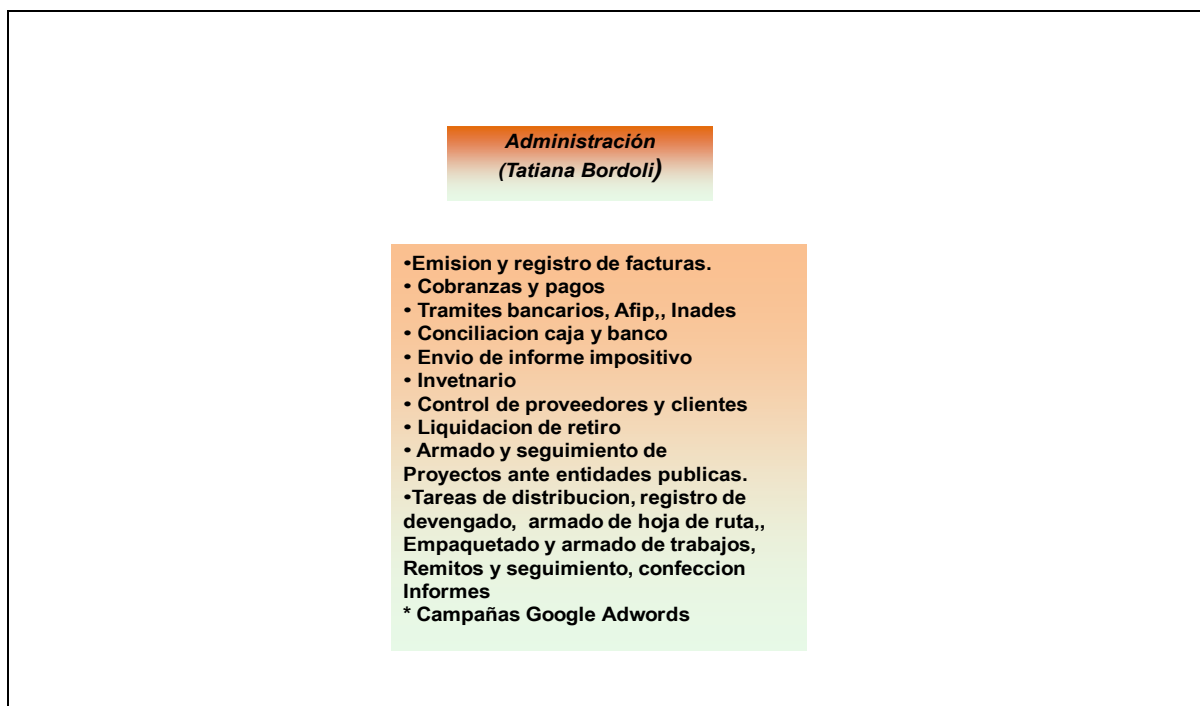 Administración
(Tatiana Bordoli)
•Emision y registro de facturas.
• Cobranzas y pagos
• Tramites bancarios, Afip,, Inades
• Conciliacion caja y banco
• Envio de informe impositivo
• Invetnario
• Control de proveedores y clientes
• Liquidacion de retiro
• Armado y seguimiento de
Proyectos ante entidades publicas.
•Tareas de distribucion, registro de
devengado, armado de hoja de ruta,,
Empaquetado y armado de trabajos,
Remitos y seguimiento, confeccion
Informes
* Campañas Google Adwords